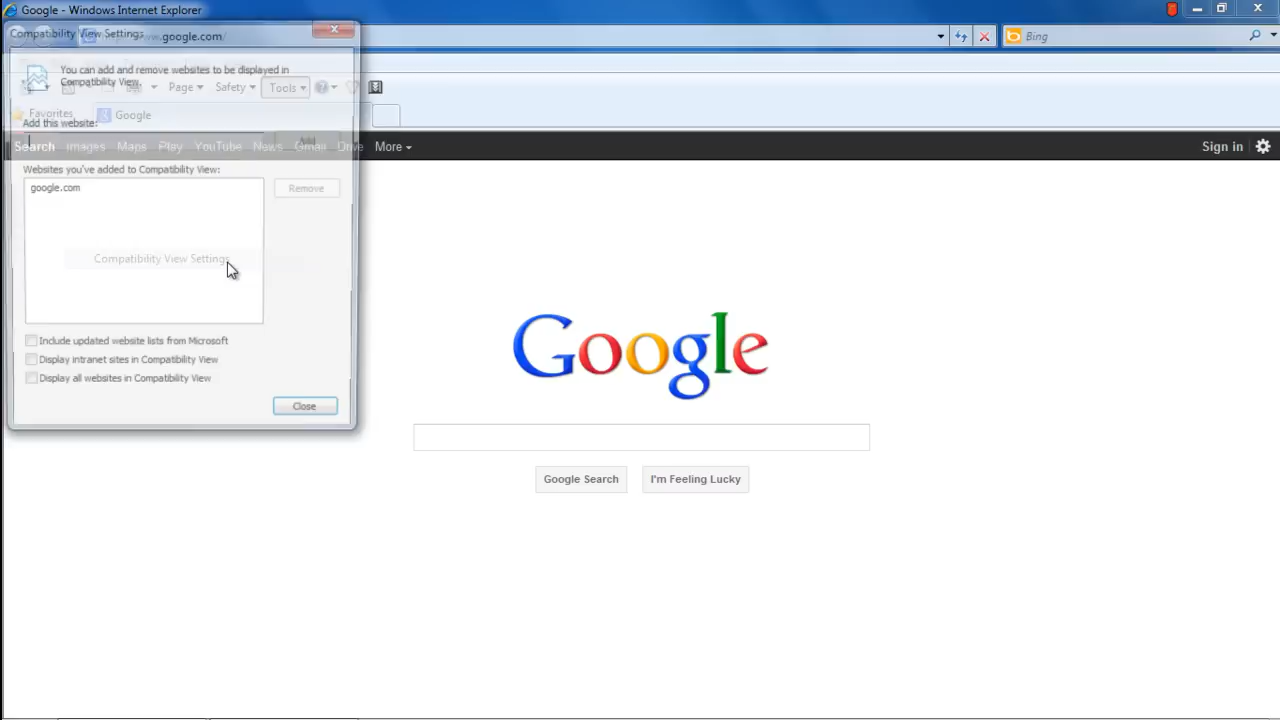 Google - Windows Internet Explorer
Compatibility View Settings
www.google.com/
Bing
You can add and remove websites to be displayed in
Compatibility View.
Page Safety Tools
Favorites Google
Add this website:
Add
Search Images Maps Play YouTube News Gmail Drive More
Sign in
Websites you've added to Compatibility View:
google.com
Remove
Compatibility View Settings
Include updated website lists from Microsoft
Display intranet sites in Compatibility View
Display all websites in Compatibility View
Close
Google
Google Search I'm Feeling Lucky